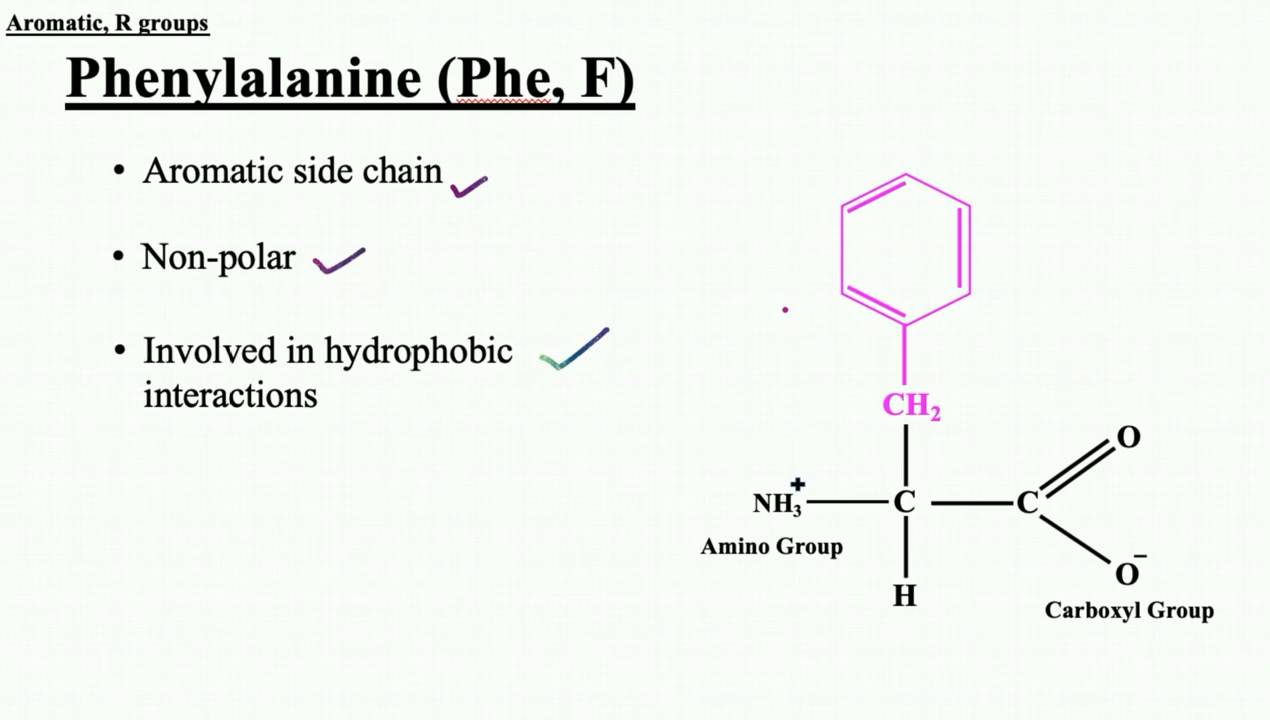 Aromatic, R groups
Phenylalanine (Phe, F)
• Aromatic side chain
• Non-polar
• Involved in hydrophobic
interactions
CH₂
O
NH₃⁺
C
C
Amino Group
O⁻
H
Carboxyl Group